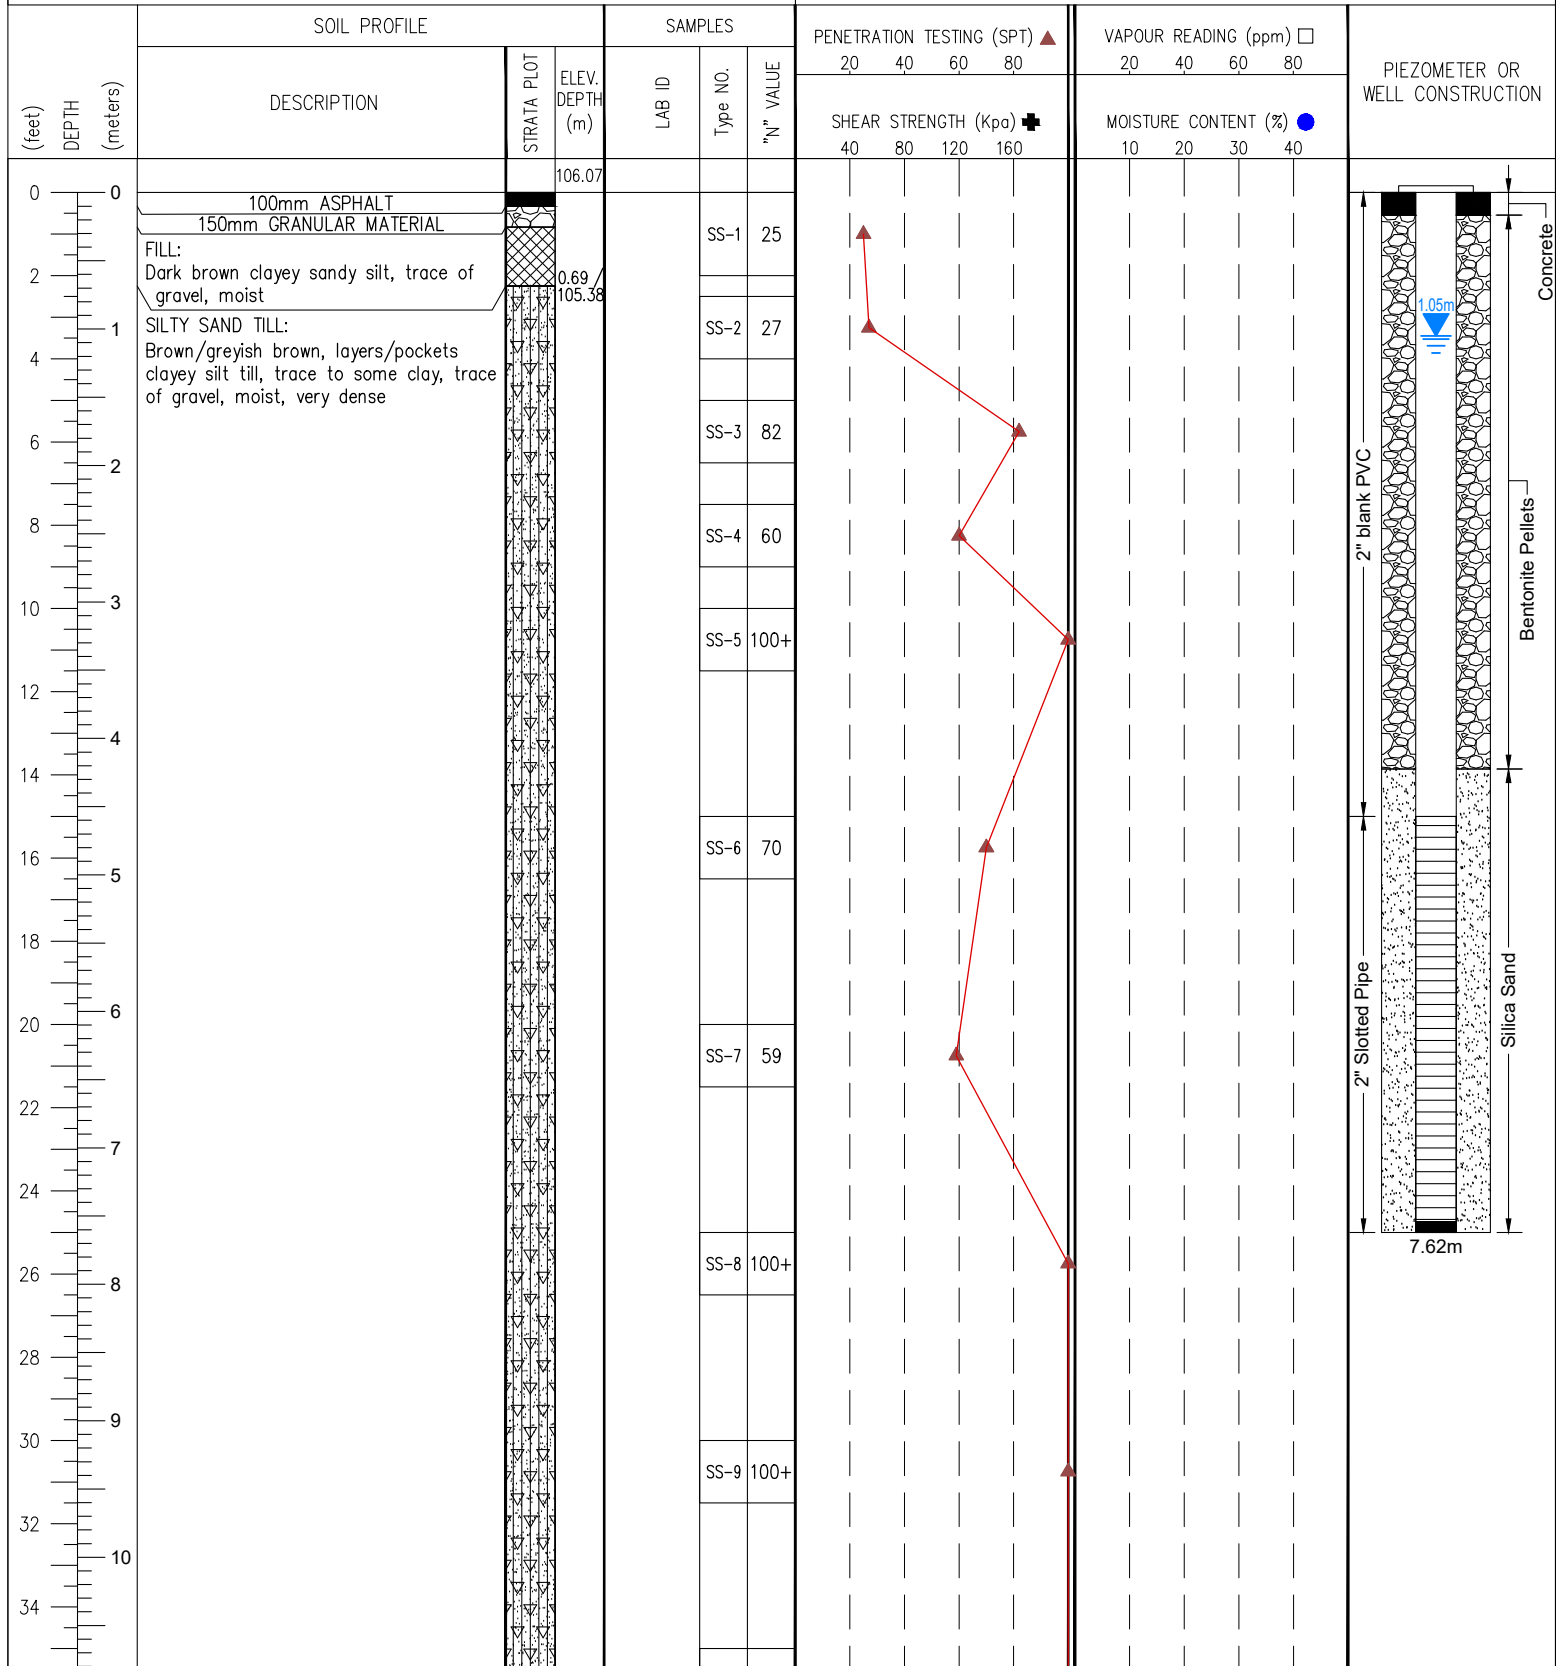 SOIL PROFILE
SAMPLES
PENETRATION TESTING (SPT)
20 40 60 80
VAPOUR READING (ppm)
20 40 60 80
PIEZOMETER OR
WELL CONSTRUCTION
(feet)
DEPTH
(meters)
DESCRIPTION
STRATA PLOT
ELEV.
DEPTH
(m)
LAB ID
Type NO.
"N" VALUE
SHEAR STRENGTH (Kpa)
40 80 120 160
MOISTURE CONTENT (%)
10 20 30 40
106.07
0
0
100mm ASPHALT
150mm GRANULAR MATERIAL
FILL:
Dark brown clayey sandy silt, trace of
gravel, moist
0.69 /
105.38
SILTY SAND TILL:
Brown/greyish brown, layers/pockets
clayey silt till, trace to some clay, trace
of gravel, moist, very dense
SS-1 25
SS-2 27
SS-3 82
SS-4 60
SS-5 100+
SS-6 70
SS-7 59
SS-8 100+
SS-9 100+
2
4
6
8
10
12
14
16
18
20
22
24
26
28
30
32
34
1
2
3
4
5
6
7
8
9
10
1.05m
Concrete
2" blank PVC
Bentonite Pellets
2" Slotted Pipe
Silica Sand
7.62m